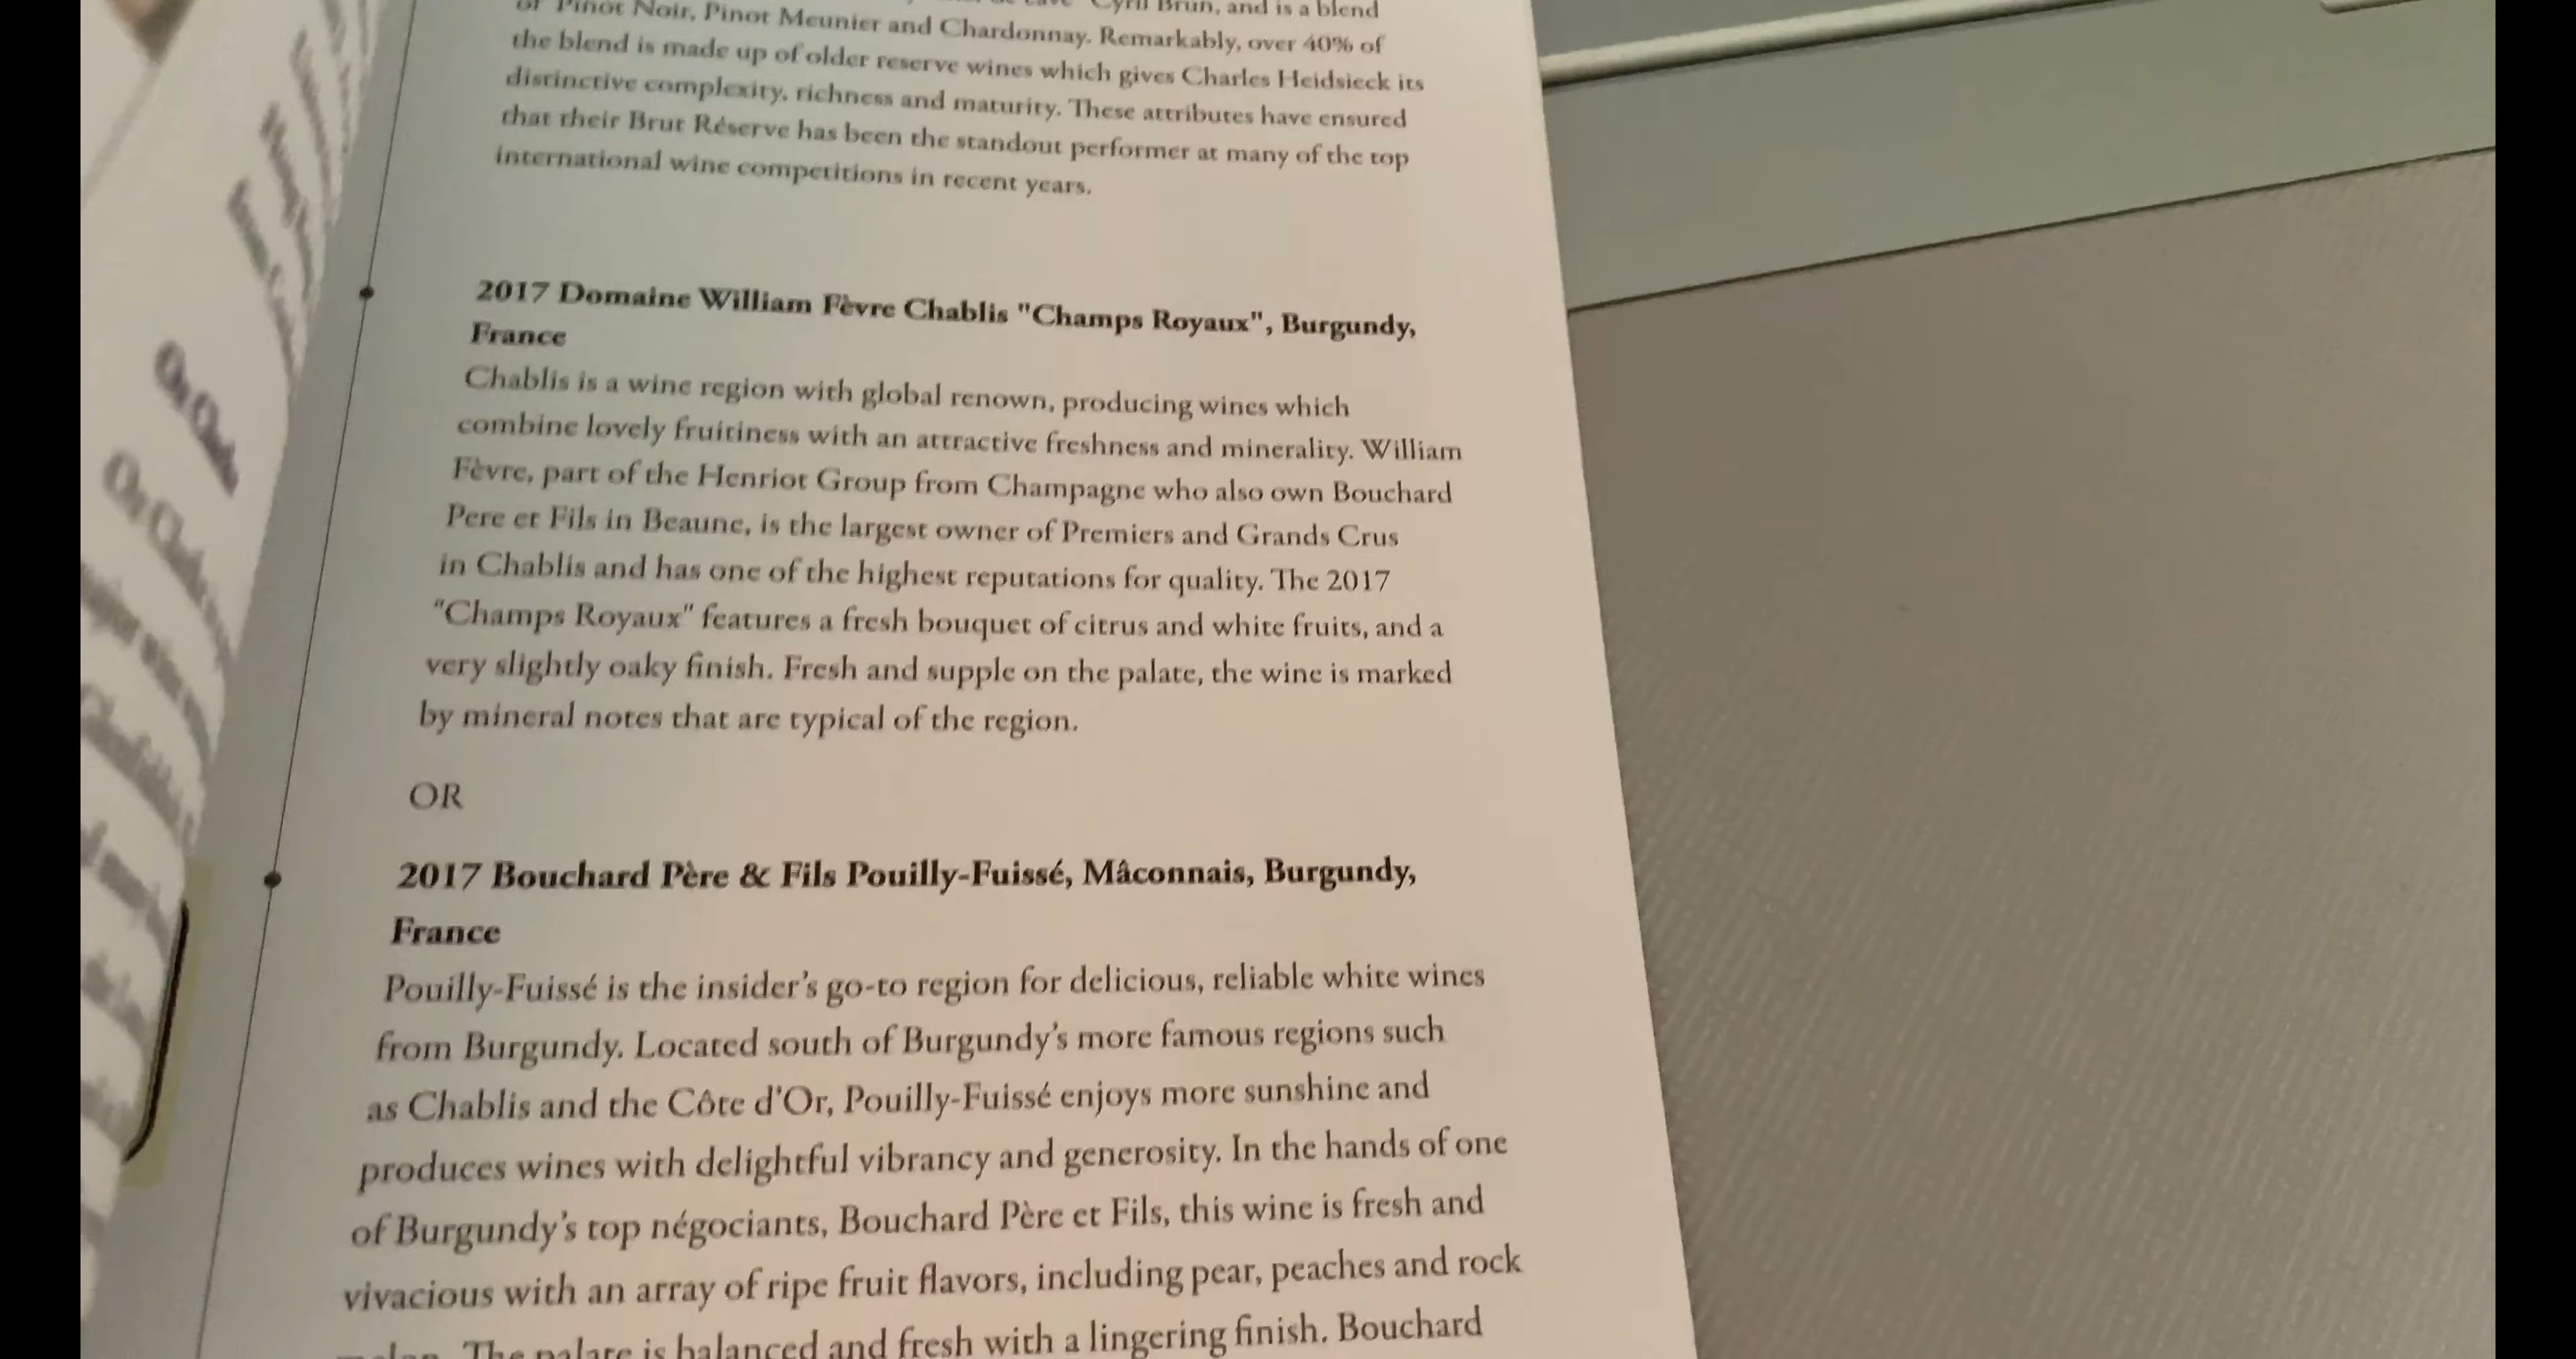 Cyril Brun, and is a blend
of Pinot Noir, Pinot Meunier and Chardonnay. Remarkably, over 40% of
the blend is made up of older reserve wines which gives Charles Heidsieck its
distinctive complexity, richness and maturity. These attributes have ensured
that their Brut Réserve has been the standout performer at many of the top
international wine competitions in recent years.
2017 Domaine William Fèvre Chablis "Champs Royaux", Burgundy,
France
Chablis is a wine region with global renown, producing wines which
combine lovely fruitiness with an attractive freshness and minerality. William
Fèvre, part of the Henriot Group from Champagne who also own Bouchard
Pere et Fils in Beaune, is the largest owner of Premiers and Grands Crus
in Chablis and has one of the highest reputations for quality. The 2017
"Champs Royaux" features a fresh bouquet of citrus and white fruits, and a
very slightly oaky finish. Fresh and supple on the palate, the wine is marked
by mineral notes that are typical of the region.
OR
2017 Bouchard Père & Fils Pouilly-Fuissé, Mâconnais, Burgundy,
France
Pouilly-Fuissé is the insider's go-to region for delicious, reliable white wines
from Burgundy. Located south of Burgundy's more famous regions such
as Chablis and the Côte d'Or, Pouilly-Fuissé enjoys more sunshine and
produces wines with delightful vibrancy and generosity. In the hands of one
of Burgundy's top négociants, Bouchard Père et Fils, this wine is fresh and
vivacious with an array of ripe fruit flavors, including pear, peaches and rock
melon. The palate is balanced and fresh with a lingering finish. Bouchard